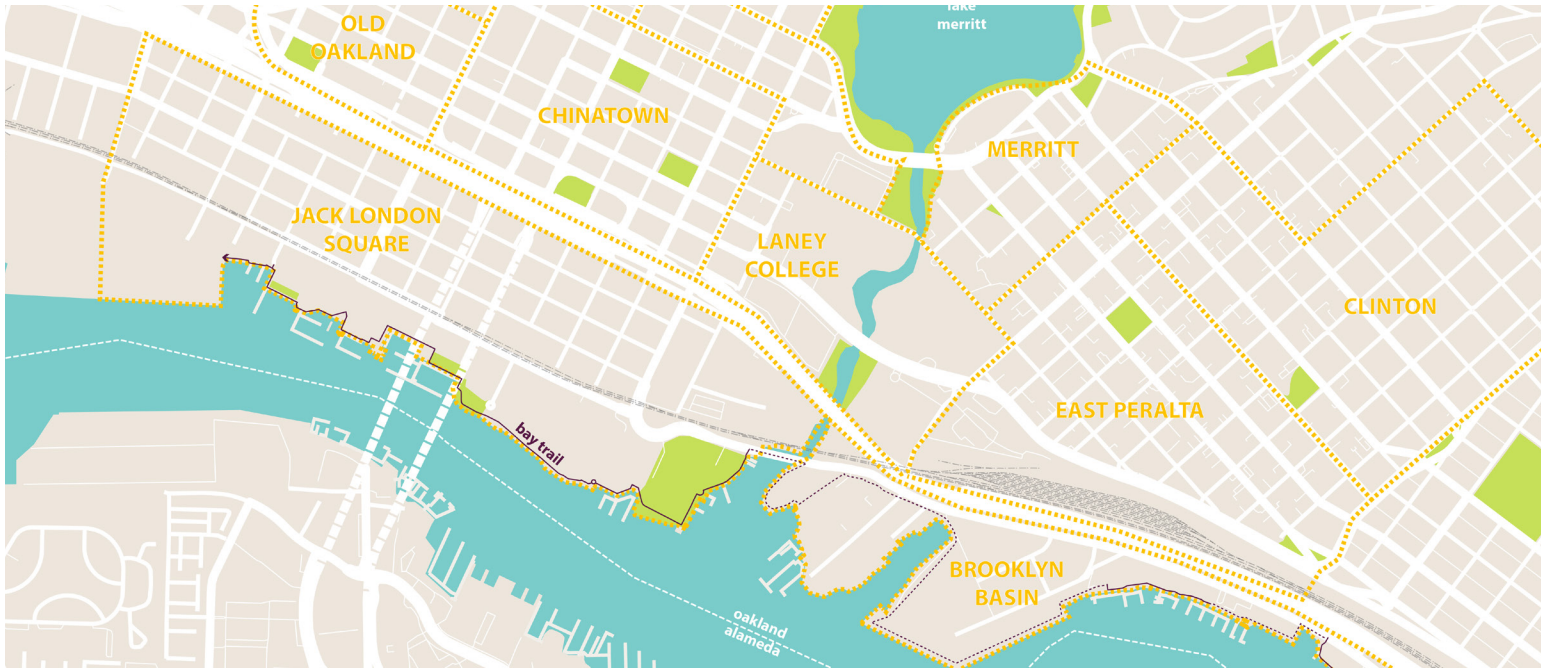 lake
merritt
OLD
OAKLAND
CHINATOWN
MERRITT
JACK LONDON
SQUARE
LANEY
COLLEGE
CLINTON
EAST PERALTA
bay trail
BROOKLYN
BASIN
oakland
alameda